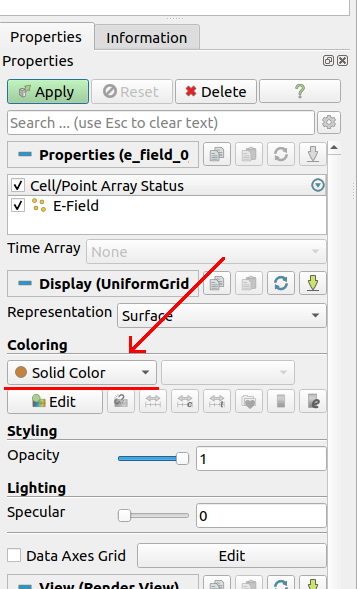 Properties Information
Properties
Apply Reset Delete ?
Search ... (use Esc to clear text)
Properties (e_field_0
Cell/Point Array Status
E-Field
Time Array None
Display (UniformGrid
Representation Surface
Coloring
Solid Color
Edit
Styling
Opacity 1
Lighting
Specular 0
Data Axes Grid Edit
View (Render View)